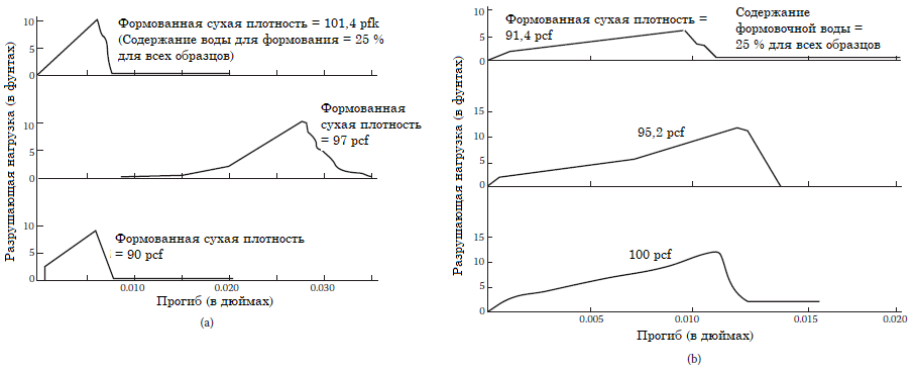 Разрушающая нагрузка (в фунтах)
10
5
0
Формованная сухая плотность = 101,4 pfk
(Содержание воды для формования = 25 %
для всех образцов)
10
5
0
Формованная
сухая плотность
= 97 pcf
10
5
0
Формованная сухая плотность
= 90 pcf
0.010
0.020
0.030
Прогиб (в дюймах)
(a)
Разрушающая нагрузка (в фунтах)
10
5
0
Формованная сухая плотность =
91,4 pcf
Содержание
формовочной воды =
25 % для всех образцов
15
10
5
0
95,2 pcf
15
10
5
0
100 pcf
0.005
0.010
0.015
0.020
Прогиб (в дюймах)
(b)